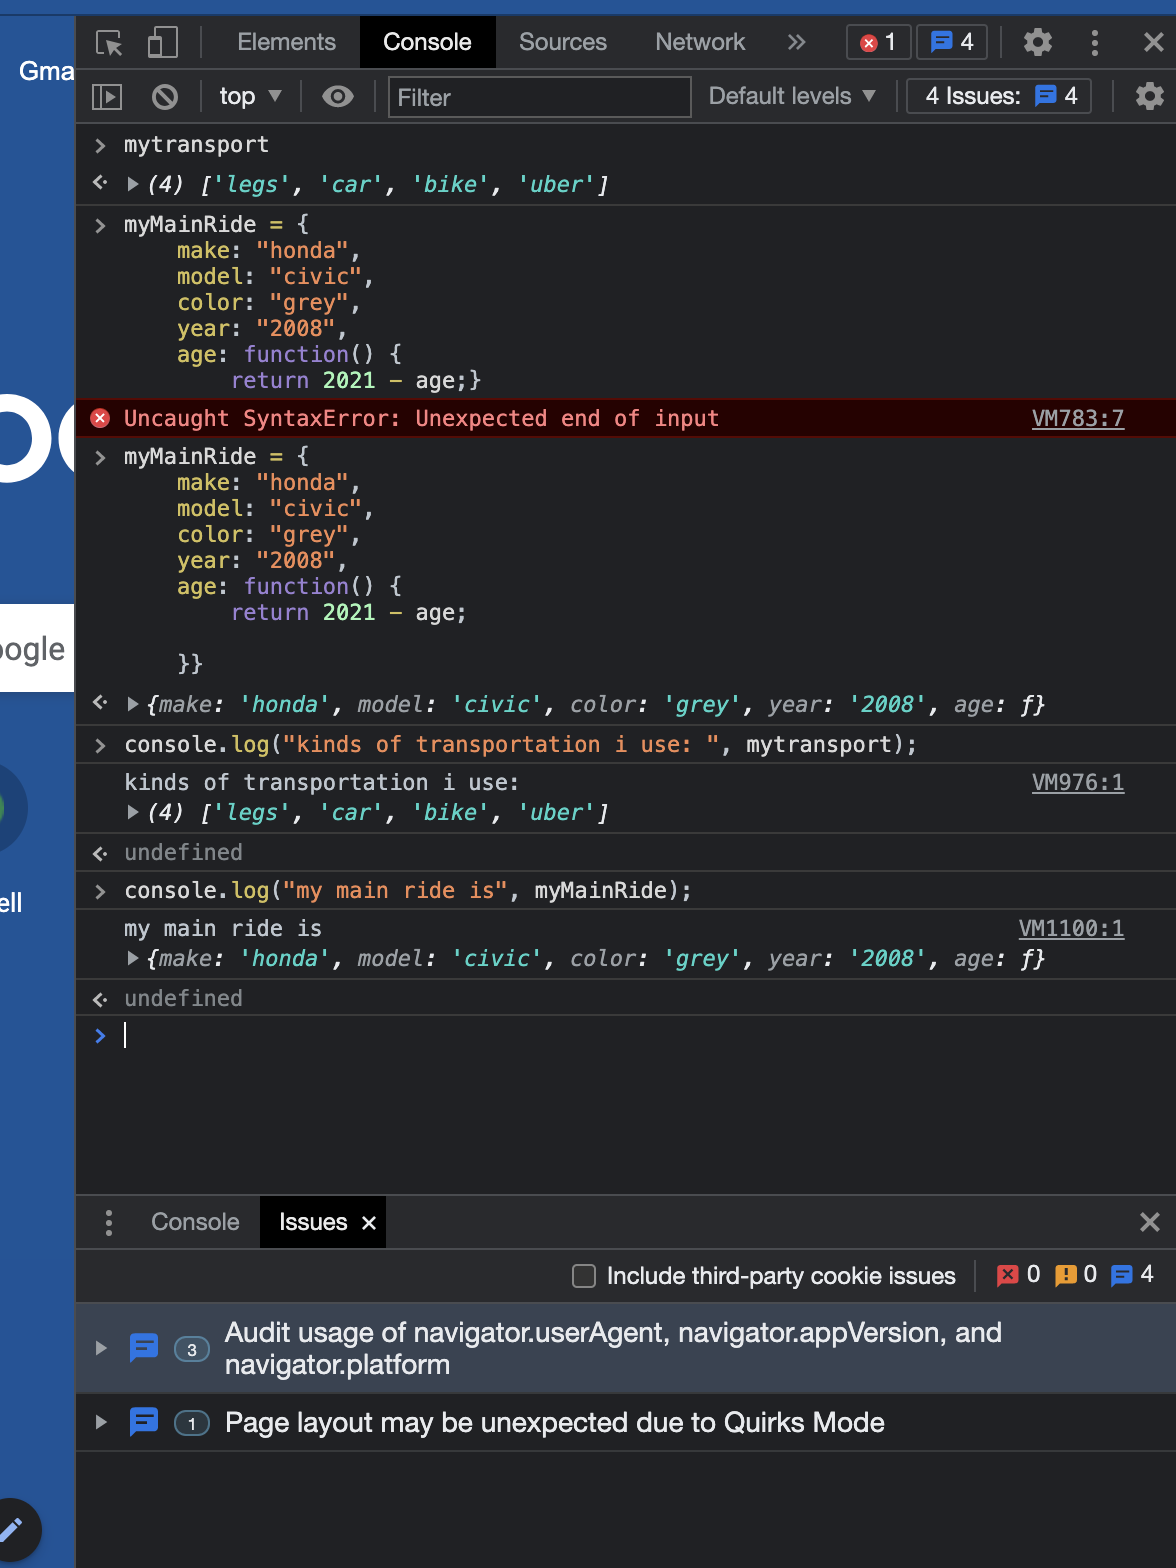 Gma
Elements Console Sources Network 1 4
top Filter Default levels 4 Issues: 4
> mytransport
(4) ['legs', 'car', 'bike', 'uber']
> myMainRide = {
make: "honda",
model: "civic",
color: "grey",
year: "2008",
age: function() {
return 2021 - age;}
Uncaught SyntaxError: Unexpected end of input VM783:7
> myMainRide = {
make: "honda",
model: "civic",
color: "grey",
year: "2008",
age: function() {
return 2021 - age;
}}
oogle
{make: 'honda', model: 'civic', color: 'grey', year: '2008', age: ƒ}
> console.log("kinds of transportation i use: ", mytransport);
kinds of transportation i use: VM976:1
(4) ['legs', 'car', 'bike', 'uber']
undefined
> console.log("my main ride is", myMainRide);
ell
my main ride is VM1100:1
{make: 'honda', model: 'civic', color: 'grey', year: '2008', age: ƒ}
undefined
>
Console Issues
Include third-party cookie issues 0 0 4
3 Audit usage of navigator.userAgent, navigator.appVersion, and
navigator.platform
1 Page layout may be unexpected due to Quirks Mode